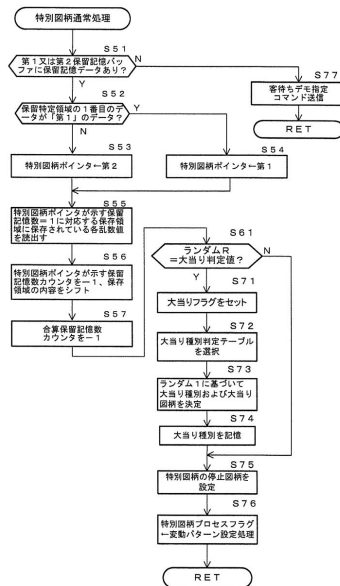 特別図柄通常処理
S51
第1又は第2保留記憶バッ
ファに保留記憶データあり？
N
Y
S77
客待ちデモ指定
コマンド送信
RET
S52
保留特定領域の1番目のデ
ータが「第1」のデータ？
Y
N
S53
特別図柄ポインタ←第2
S54
特別図柄ポインタ←第1
S55
特別図柄ポインタが示す保留
記憶数＝1に対応する保存領
域に保存されている各乱数値
を読出す
S56
特別図柄ポインタが示す保留
記憶数カウンタを－1、保存
領域の内容をシフト
S57
合算保留記憶数
カウンタを－1
S61
ランダムR
＝大当り判定値？
N
Y
S71
大当りフラグをセット
S72
大当り種別判定テーブル
を選択
S73
ランダム1に基づいて
大当り種別および大当り
図柄を決定
S74
大当り種別を記憶
S75
特別図柄の停止図柄を
設定
S76
特別図柄プロセスフラグ
←変動パターン設定処理
RET